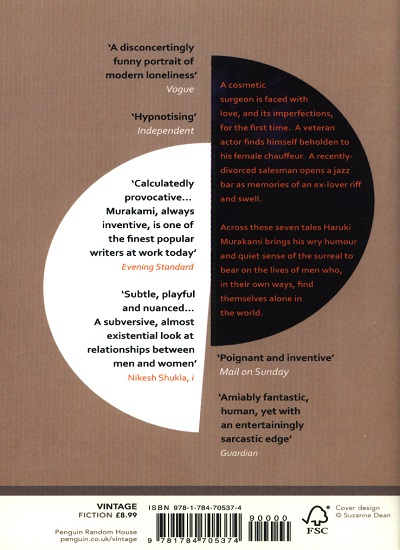 ‘A disconcertingly
funny portrait of
modern loneliness’
Vogue
‘Hypnotising’
Independent
‘Calculatedly
provocative...
Murakami, always
inventive, is one of
the finest popular
writers at work today’
Evening Standard
‘Subtle, playful
and nuanced...
A subversive, almost
existential look at
relationships between
men and women’
Nikesh Shukla, i
A cosmetic
surgeon is faced with
love, and its imperfections,
for the first time. A veteran
actor finds himself beholden to
his female chauffeur. A recently-
divorced salesman opens a jazz
bar as memories of an ex-lover riff
and swell.
Across these seven tales Haruki
Murakami brings his wry humour
and quiet sense of the surreal to
bear on the lives of men who,
in their own ways, find
themselves alone in
the world.
‘Poignant and inventive’
Mail on Sunday
‘Amiably fantastic,
human, yet with
an entertainingly
sarcastic edge’
Guardian
VINTAGE
FICTION £8.99
Penguin Random House
penguin.co.uk/vintage
ISBN 978-1-784-70537-4
90000
9 781784 705374
FSC
Cover design
© Suzanne Dean